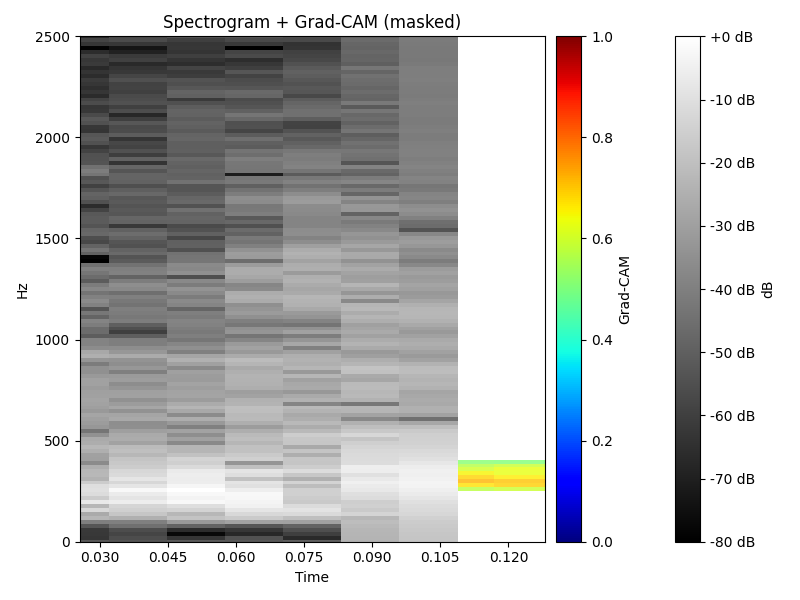 Spectrogram + Grad-CAM (masked)
2500
2000
1500
1000
500
0
Hz
0.030
0.045
0.060
0.075
0.090
0.105
0.120
Time
1.0
0.8
0.6
0.4
0.2
0.0
Grad-CAM
+0 dB
-10 dB
-20 dB
-30 dB
-40 dB
-50 dB
-60 dB
-70 dB
-80 dB
dB